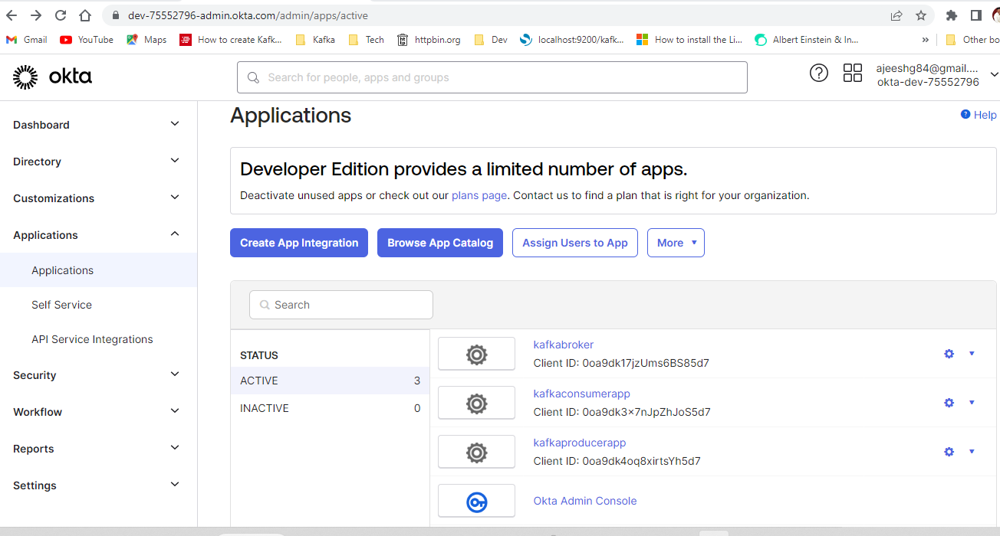 dev-75552796-admin.okta.com/admin/apps/active
Gmail YouTube Maps How to create Kafk... Kafka Tech httpbin.org Dev localhost:9200/kafk... How to install the Li... Albert Einstein & In... » Other bo
okta
Search for people, apps and groups
ajeeshg84@gmail....
okta-dev-75552796
Dashboard
Directory
Customizations
Applications
Applications
Self Service
API Service Integrations
Security
Workflow
Reports
Settings
Applications
Help
Developer Edition provides a limited number of apps.
Deactivate unused apps or check out our plans page. Contact us to find a plan that is right for your organization.
Create App Integration Browse App Catalog Assign Users to App More
Search
STATUS
ACTIVE 3
INACTIVE 0
kafkabroker
Client ID: 0oa9dk17jzUms6BS85d7
kafkaconsumerapp
Client ID: 0oa9dk3×7nJpZhJoS5d7
kafkaproducerapp
Client ID: 0oa9dk4oq8xirtsYh5d7
Okta Admin Console